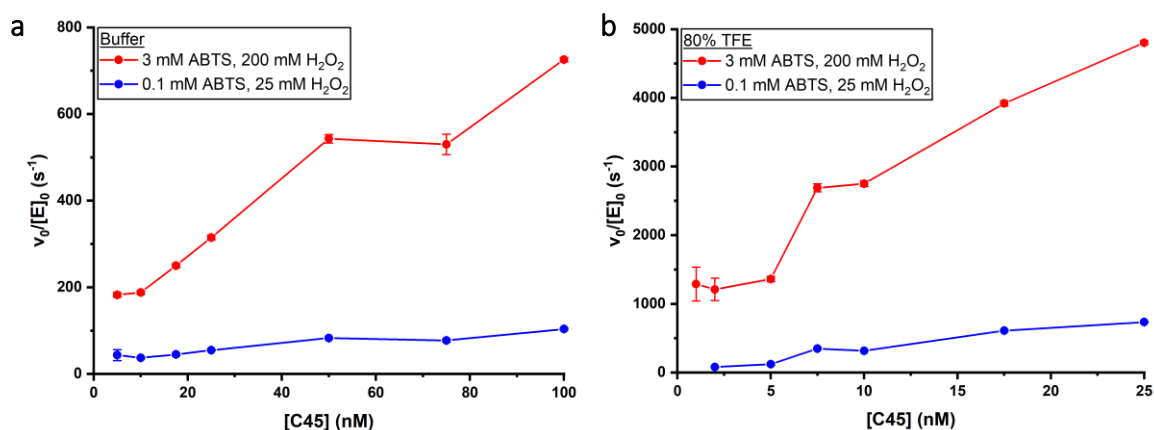 a
Buffer
3 mM ABTS, 200 mM H₂O₂
0.1 mM ABTS, 25 mM H₂O₂
800
600
400
200
0
v₀/[E]₀ (s⁻¹)
0 20 40 60 80 100
[C45] (nM)
b
80% TFE
3 mM ABTS, 200 mM H₂O₂
0.1 mM ABTS, 25 mM H₂O₂
5000
4000
3000
2000
1000
0
v₀/[E]₀ (s⁻¹)
0 5 10 15 20 25
[C45] (nM)